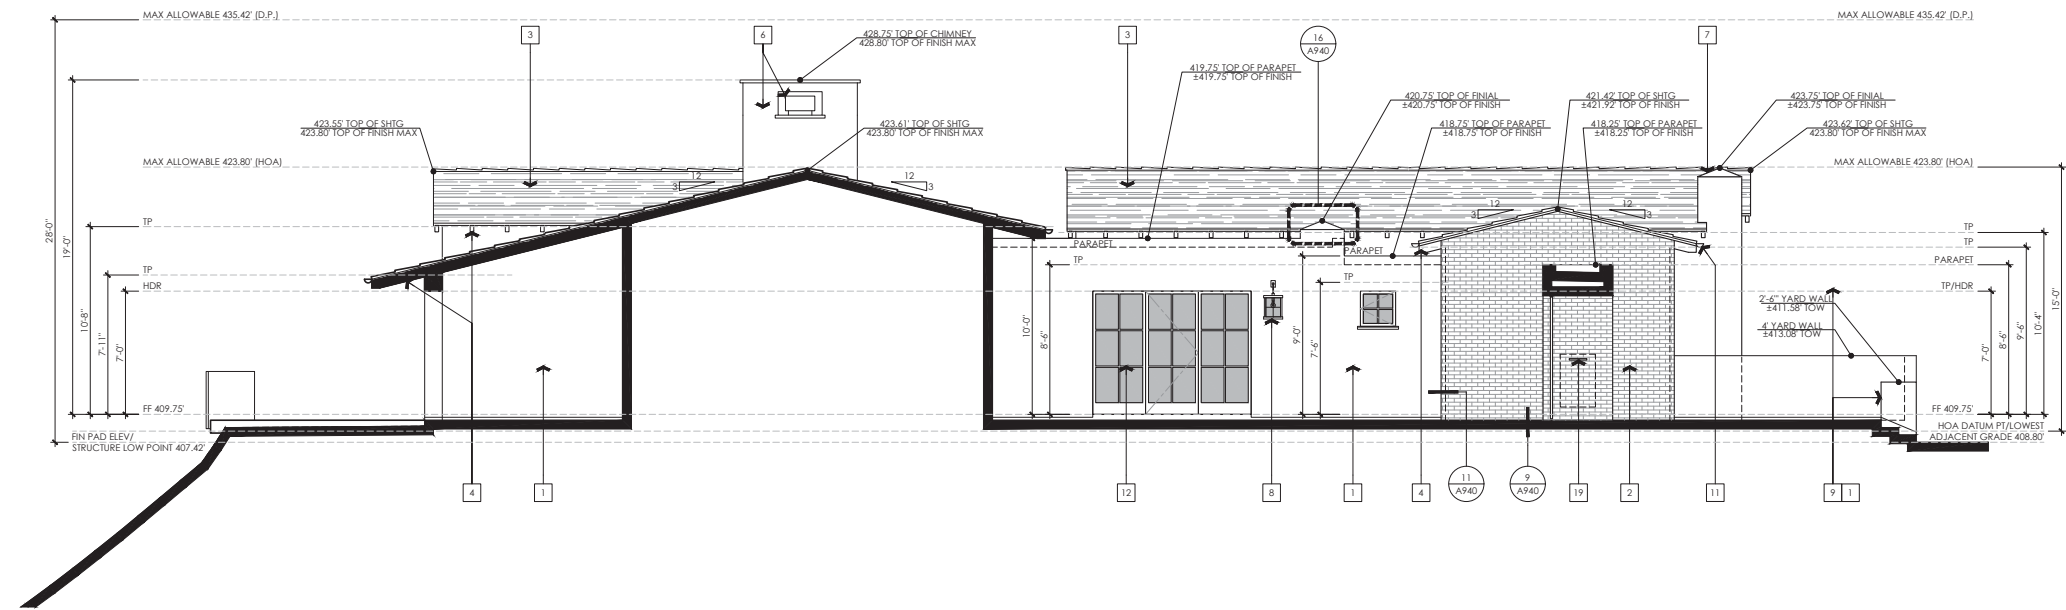 MAX ALLOWABLE 435.42' (D.P.)
MAX ALLOWABLE 435.42' (D.P.)
3
6
428.75' TOP OF CHIMNEY
428.80' TOP OF FINISH MAX
3
16
A940
7
419.75' TOP OF PARAPET
±419.75' TOP OF FINISH
420.75' TOP OF FINIAL
±420.75' TOP OF FINISH
421.42' TOP OF SHTG
±421.92' TOP OF FINISH
423.75' TOP OF FINIAL
±423.75' TOP OF FINISH
423.55' TOP OF SHTG
423.80' TOP OF FINISH MAX
423.61' TOP OF SHTG
423.80' TOP OF FINISH MAX
418.75' TOP OF PARAPET
±418.75' TOP OF FINISH
418.25' TOP OF PARAPET
±418.25' TOP OF FINISH
423.62' TOP OF SHTG
423.80' TOP OF FINISH MAX
MAX ALLOWABLE 423.80' (HOA)
MAX ALLOWABLE 423.80' (HOA)
12
3
12
3
12
3
12
3
28'-0"
19'-0"
10'-8"
7'-11"
7'-0"
TP
TP
HDR
PARAPET
PARAPET
TP
TP
TP
TP
PARAPET
TP/HDR
10'-0"
8'-6"
9'-0"
7'-6"
2'-6" YARD WALL
±411.58' TOW
4' YARD WALL
±413.08' TOW
7'-0"
8'-6"
9'-6"
10'-4"
15'-0"
FF 409.75'
FF 409.75'
FIN PAD ELEV/
STRUCTURE LOW POINT 407.42'
HOA DATUM PT/LOWEST
ADJACENT GRADE 408.80'
4
1
12
8
1
4
11
A940
9
A940
19
2
11
9
1